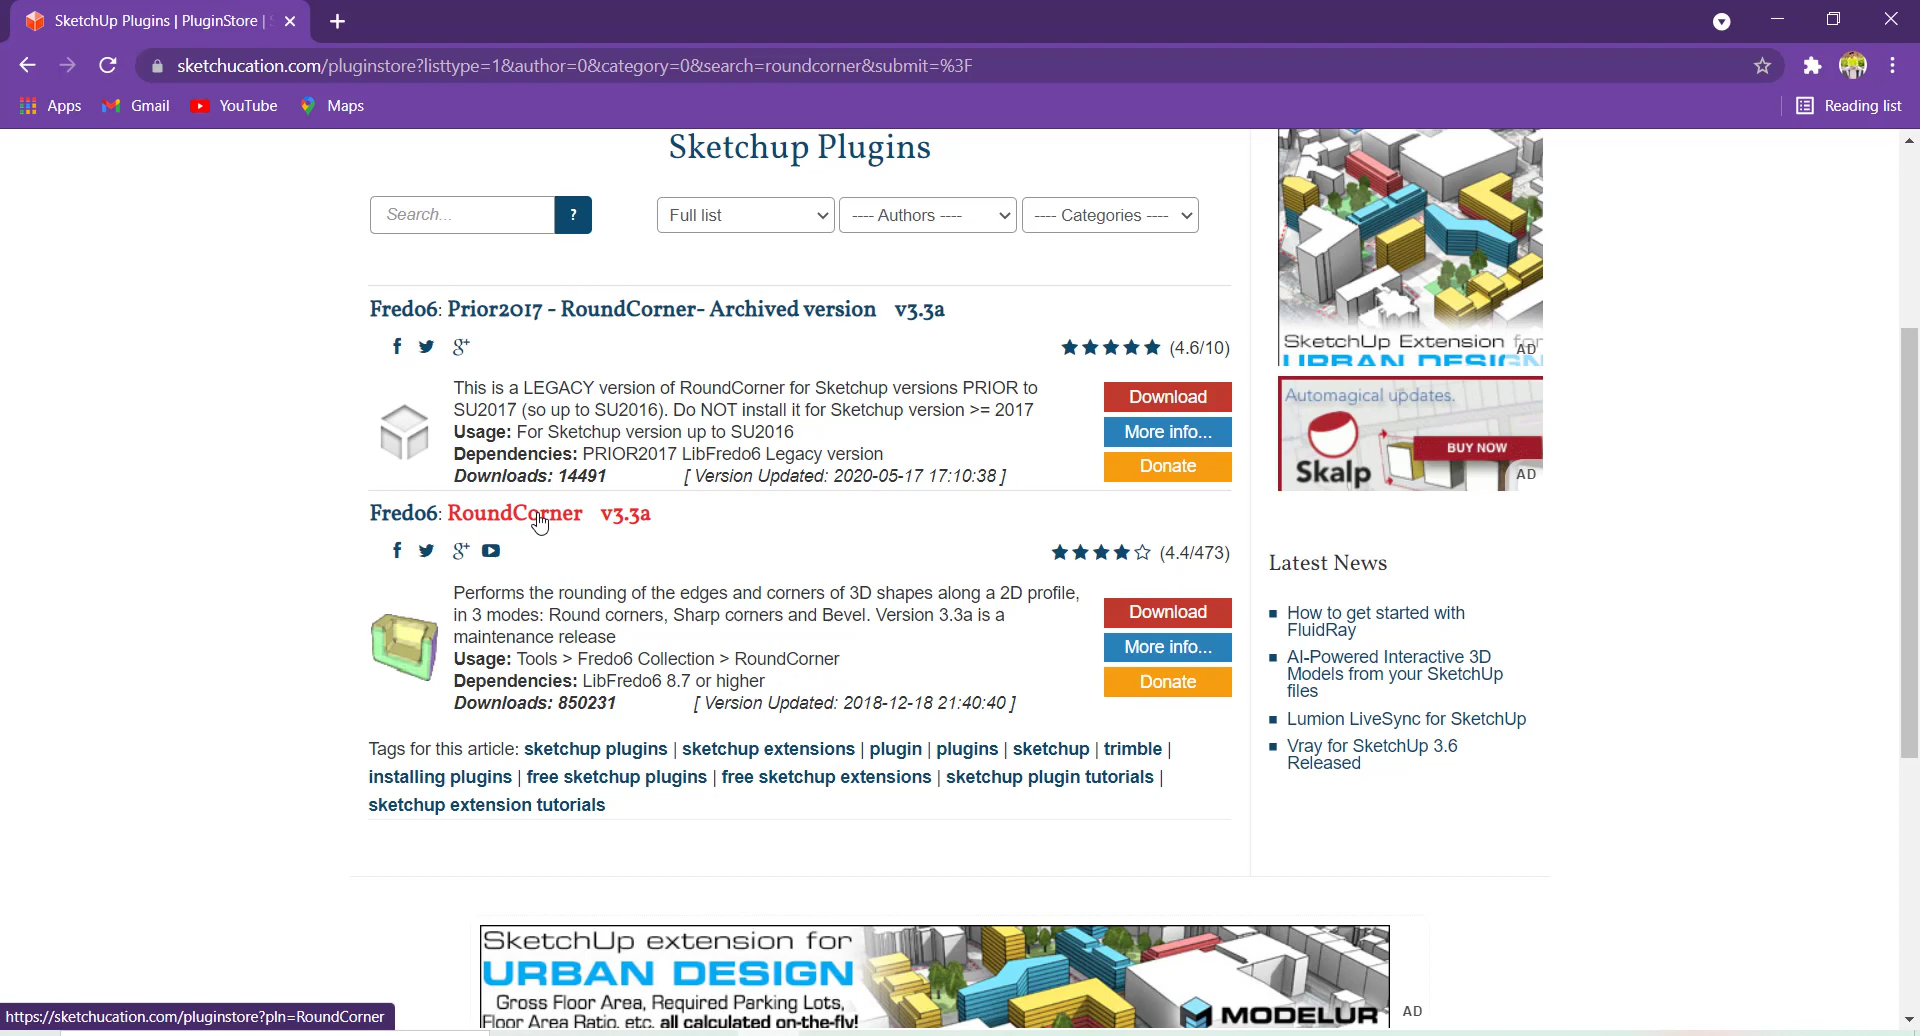 SketchUp Plugins | PluginStore |
sketchucation.com/pluginstore?listtype=1&author=0&category=0&search=roundcorner&submit=%3F
Apps Gmail YouTube Maps Reading list
Sketchup Plugins
Search... ? Full list ---- Authors ---- ---- Categories ----
Fredo6: Prior2017 - RoundCorner- Archived version v3.3a
(4.6/10)
This is a LEGACY version of RoundCorner for Sketchup versions PRIOR to
SU2017 (so up to SU2016). Do NOT install it for Sketchup version >= 2017
Usage: For Sketchup version up to SU2016
Dependencies: PRIOR2017 LibFredo6 Legacy version
Downloads: 14491 [ Version Updated: 2020-05-17 17:10:38 ]
Download
More info...
Donate
Fredo6: RoundCorner v3.3a
(4.4/473)
Performs the rounding of the edges and corners of 3D shapes along a 2D profile,
in 3 modes: Round corners, Sharp corners and Bevel. Version 3.3a is a
maintenance release
Usage: Tools > Fredo6 Collection > RoundCorner
Dependencies: LibFredo6 8.7 or higher
Downloads: 850231 [ Version Updated: 2018-12-18 21:40:40 ]
Download
More info...
Donate
Tags for this article: sketchup plugins | sketchup extensions | plugin | plugins | sketchup | trimble |
installing plugins | free sketchup plugins | free sketchup extensions | sketchup plugin tutorials |
sketchup extension tutorials
SketchUp Extension for
URBAN DESIGN
AD
Automagical updates.
BUY NOW
Skalp
AD
Latest News
How to get started with
FluidRay
AI-Powered Interactive 3D
Models from your SketchUp
files
Lumion LiveSync for SketchUp
Vray for SketchUp 3.6
Released
SketchUp extension for
URBAN DESIGN
Gross Floor Area, Required Parking Lots,
Floor Area Ratio, etc. all calculated on-the-fly!
MODELUR
AD
https://sketchucation.com/pluginstore?pln=RoundCorner